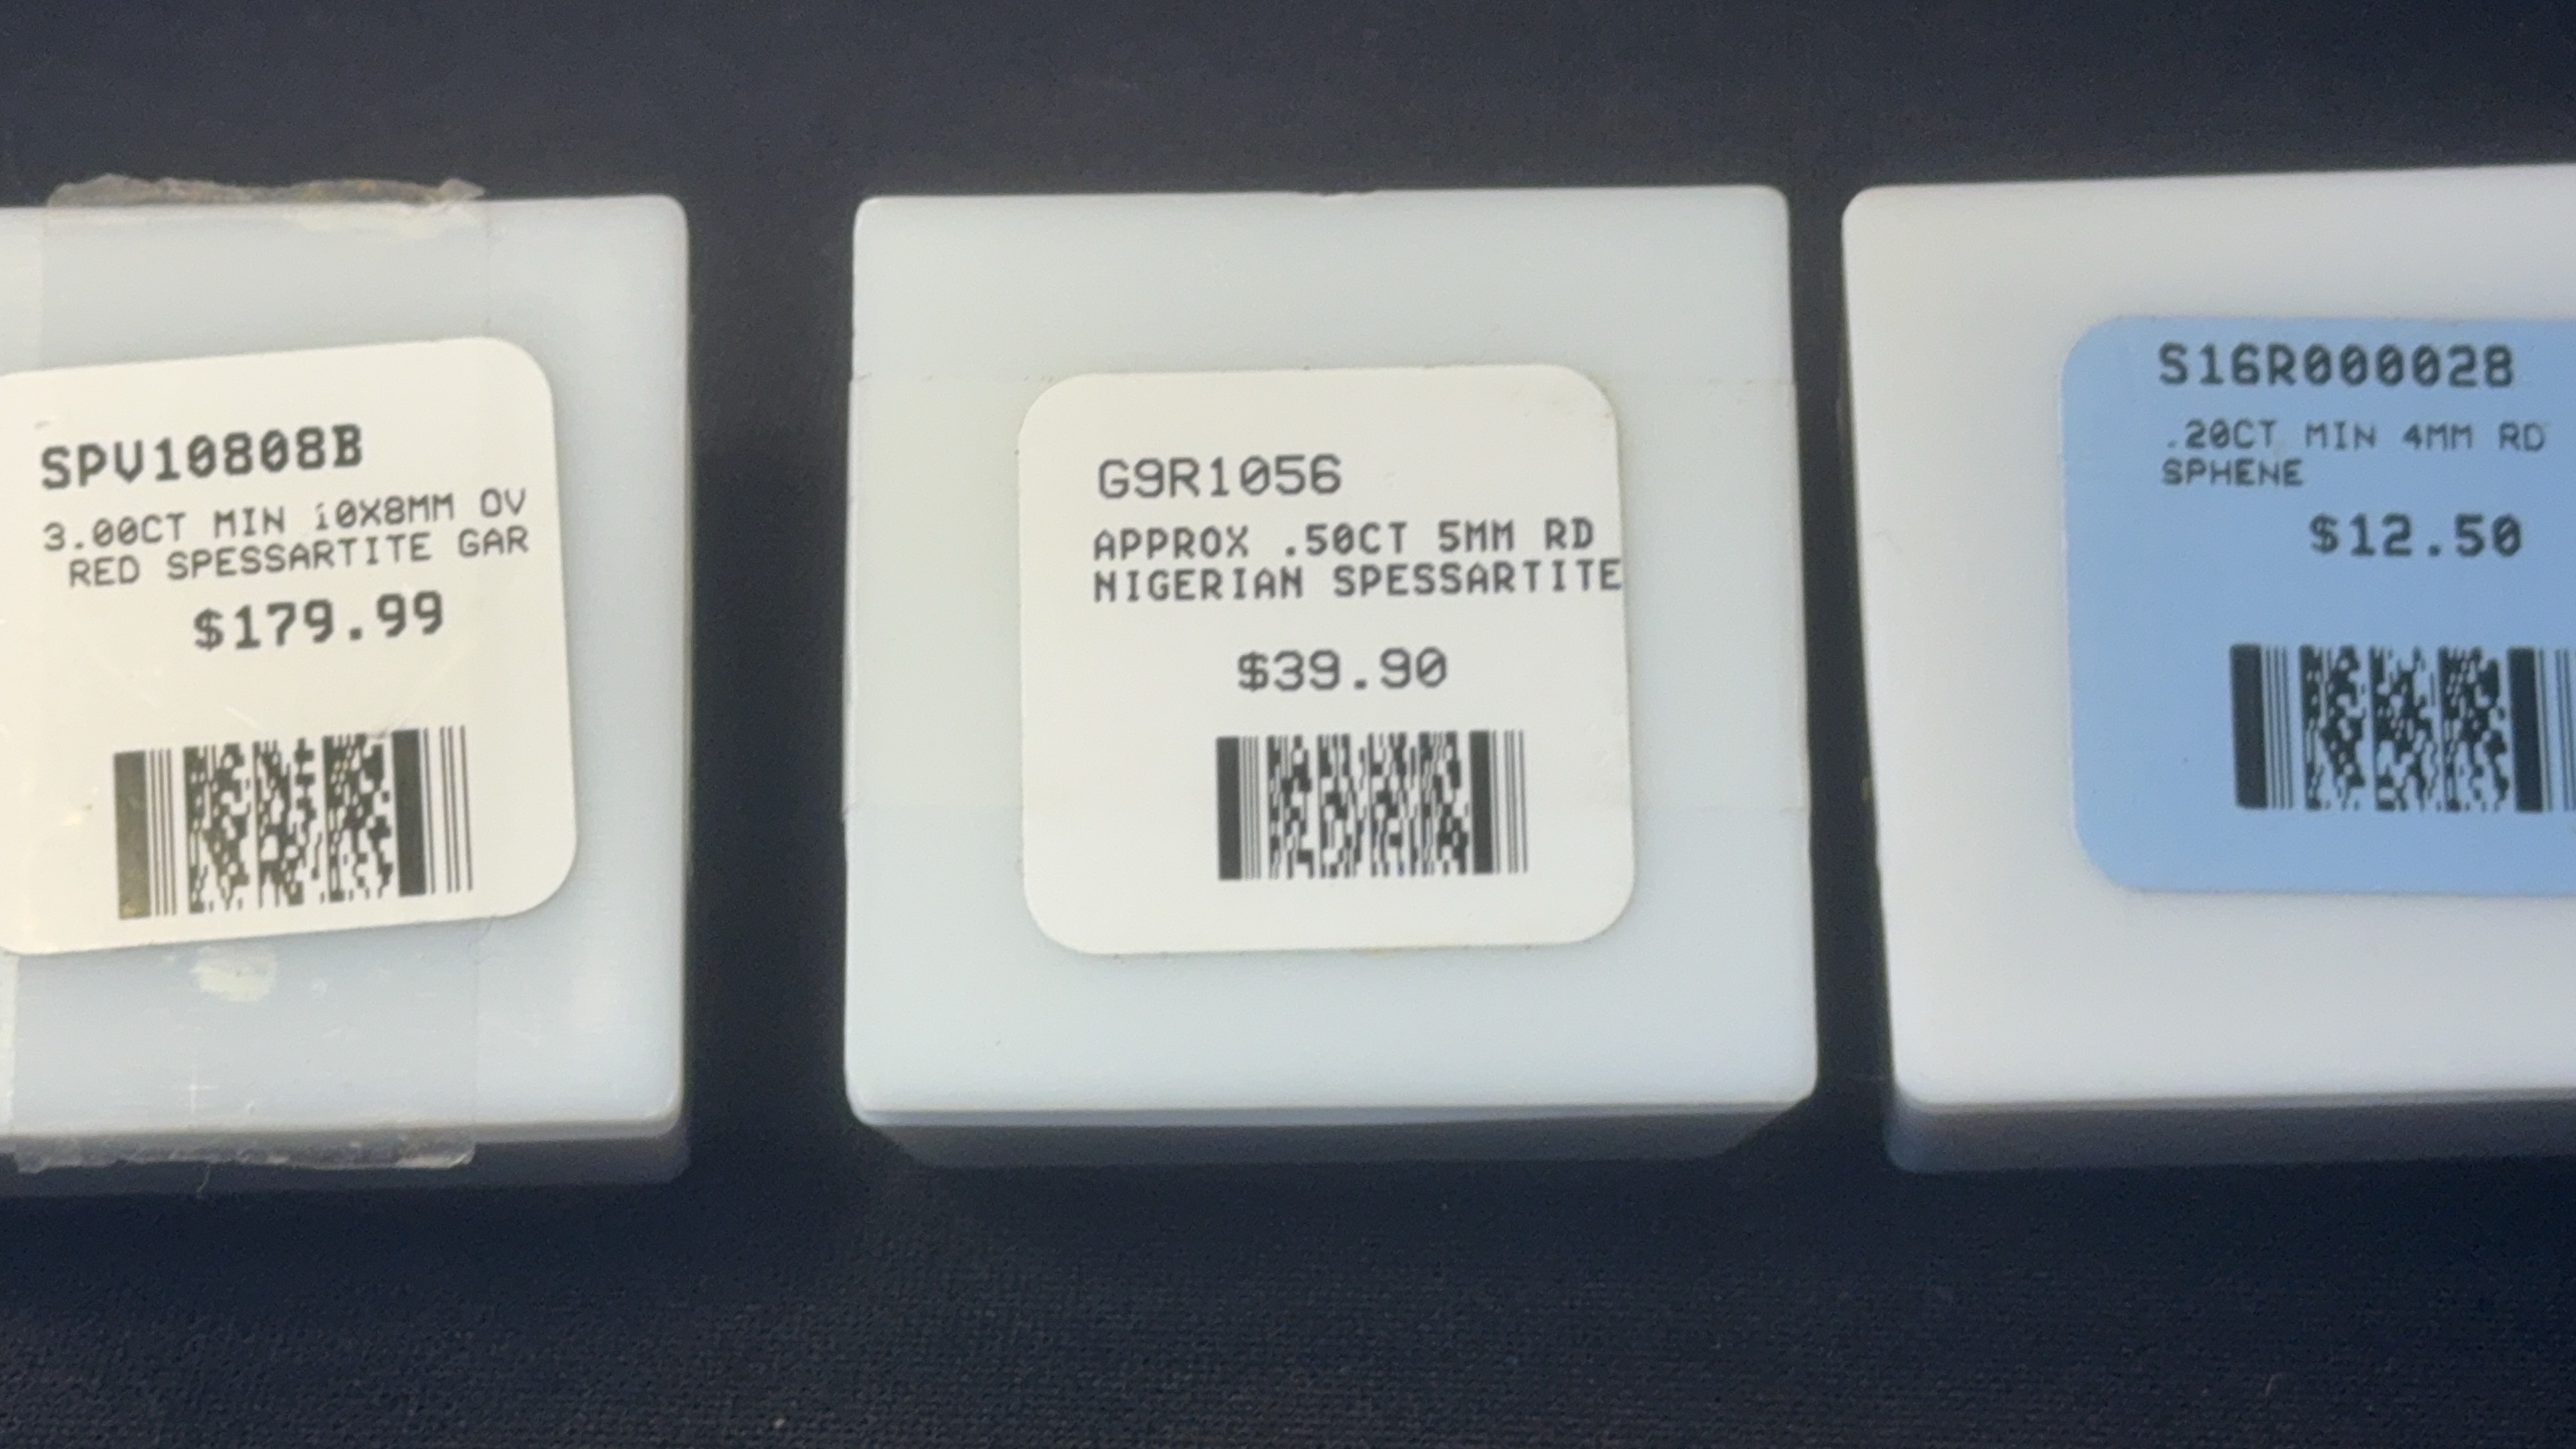 SPV10808B
3.00CT MIN 10X8MM OV
RED SPESSARTITE GAR
$179.99
G9R1056
APPROX .50CT 5MM RD
NIGERIAN SPESSARTITE
$39.90
S16R000028
.20CT MIN 4MM RD
SPHENE
$12.50